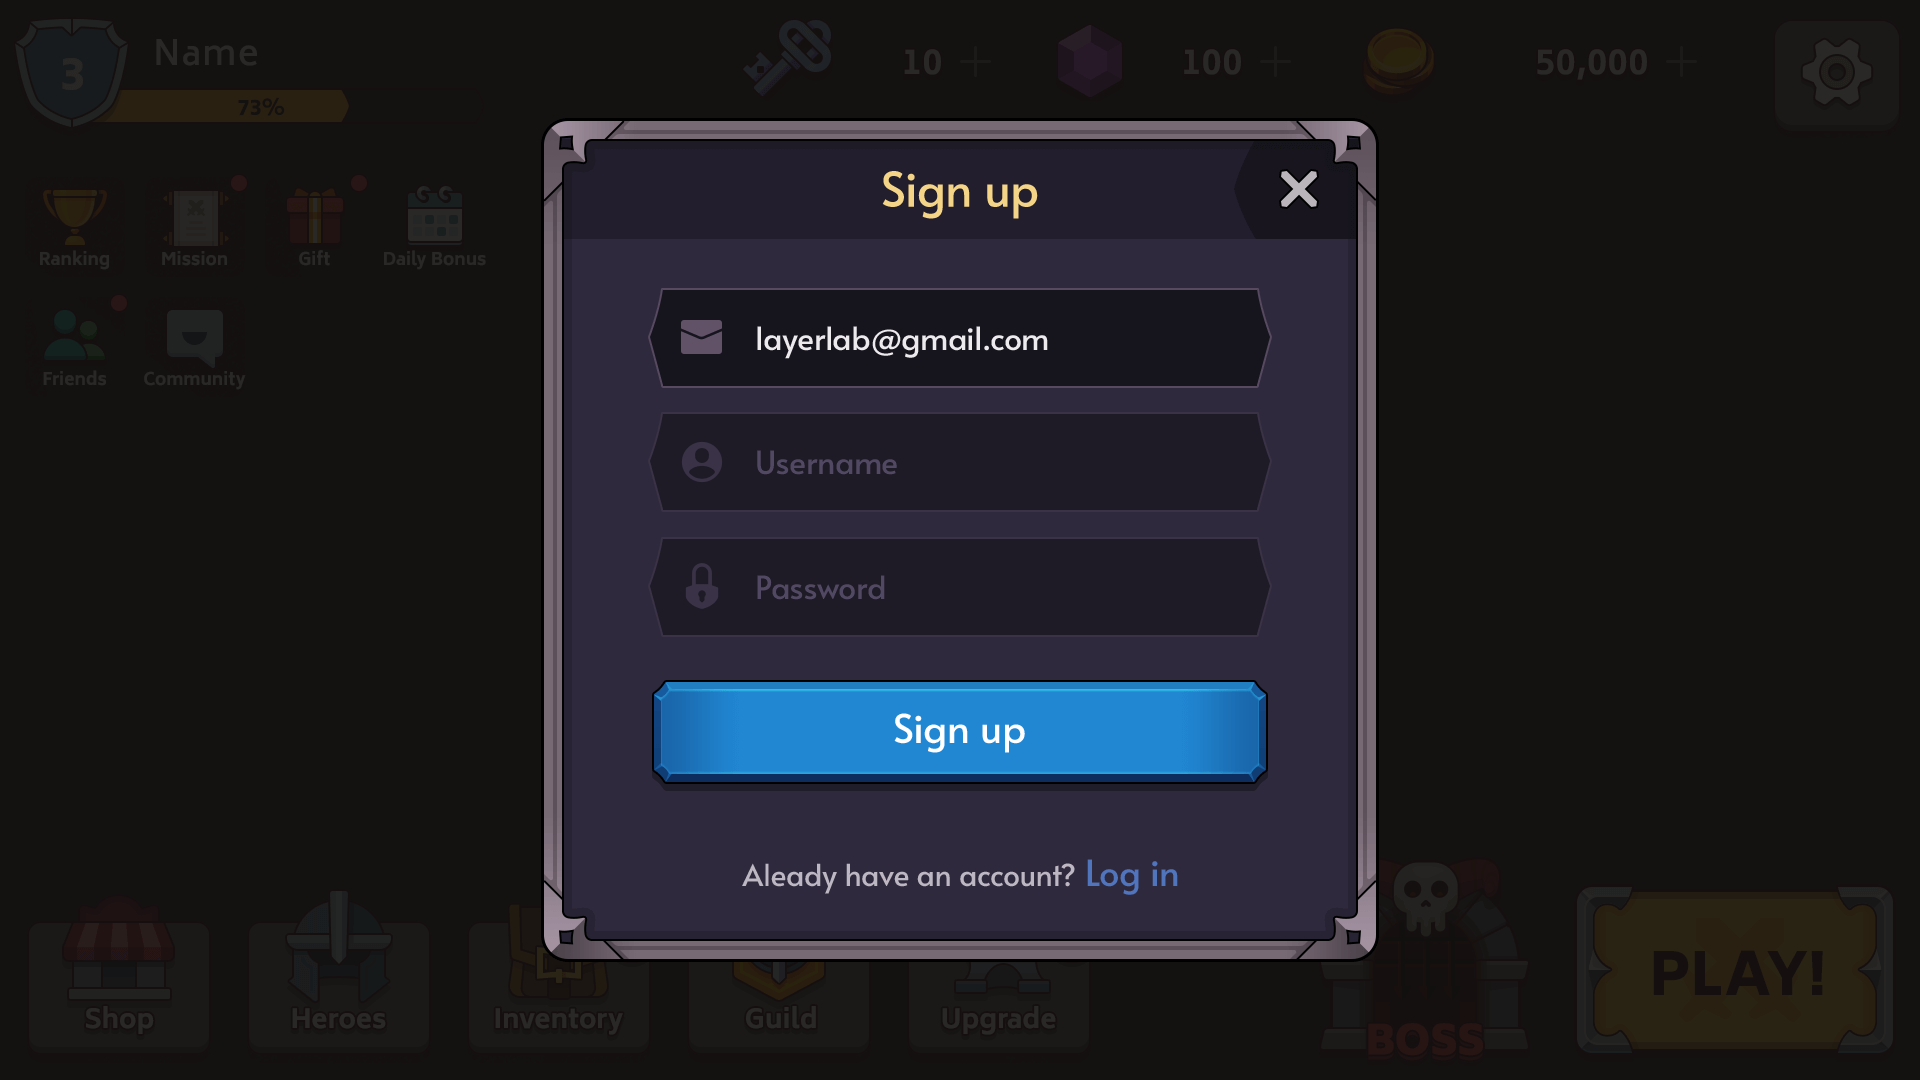 3
Name
73%
10
100
50,000
Ranking
Mission
Gift
Daily Bonus
Friends
Community
Sign up
layerlab@gmail.com
Username
Password
Sign up
Aleady have an account? Log in
Shop
Heroes
Inventory
Guild
Upgrade
BOSS
PLAY!